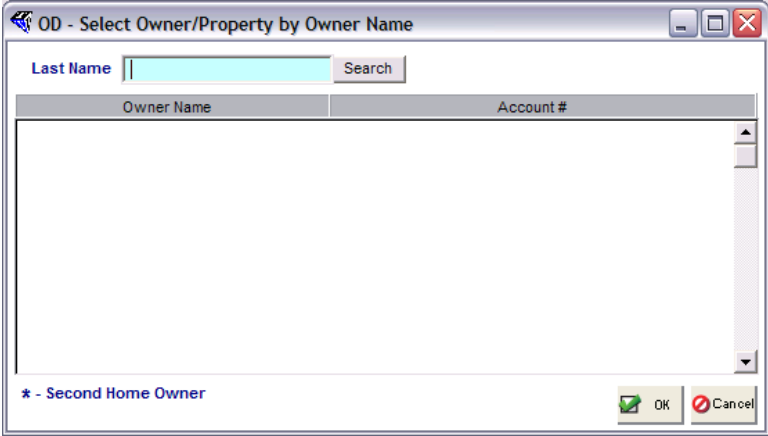 OD - Select Owner/Property by Owner Name
Last Name Search
Owner Name Account #
* - Second Home Owner
OK Cancel